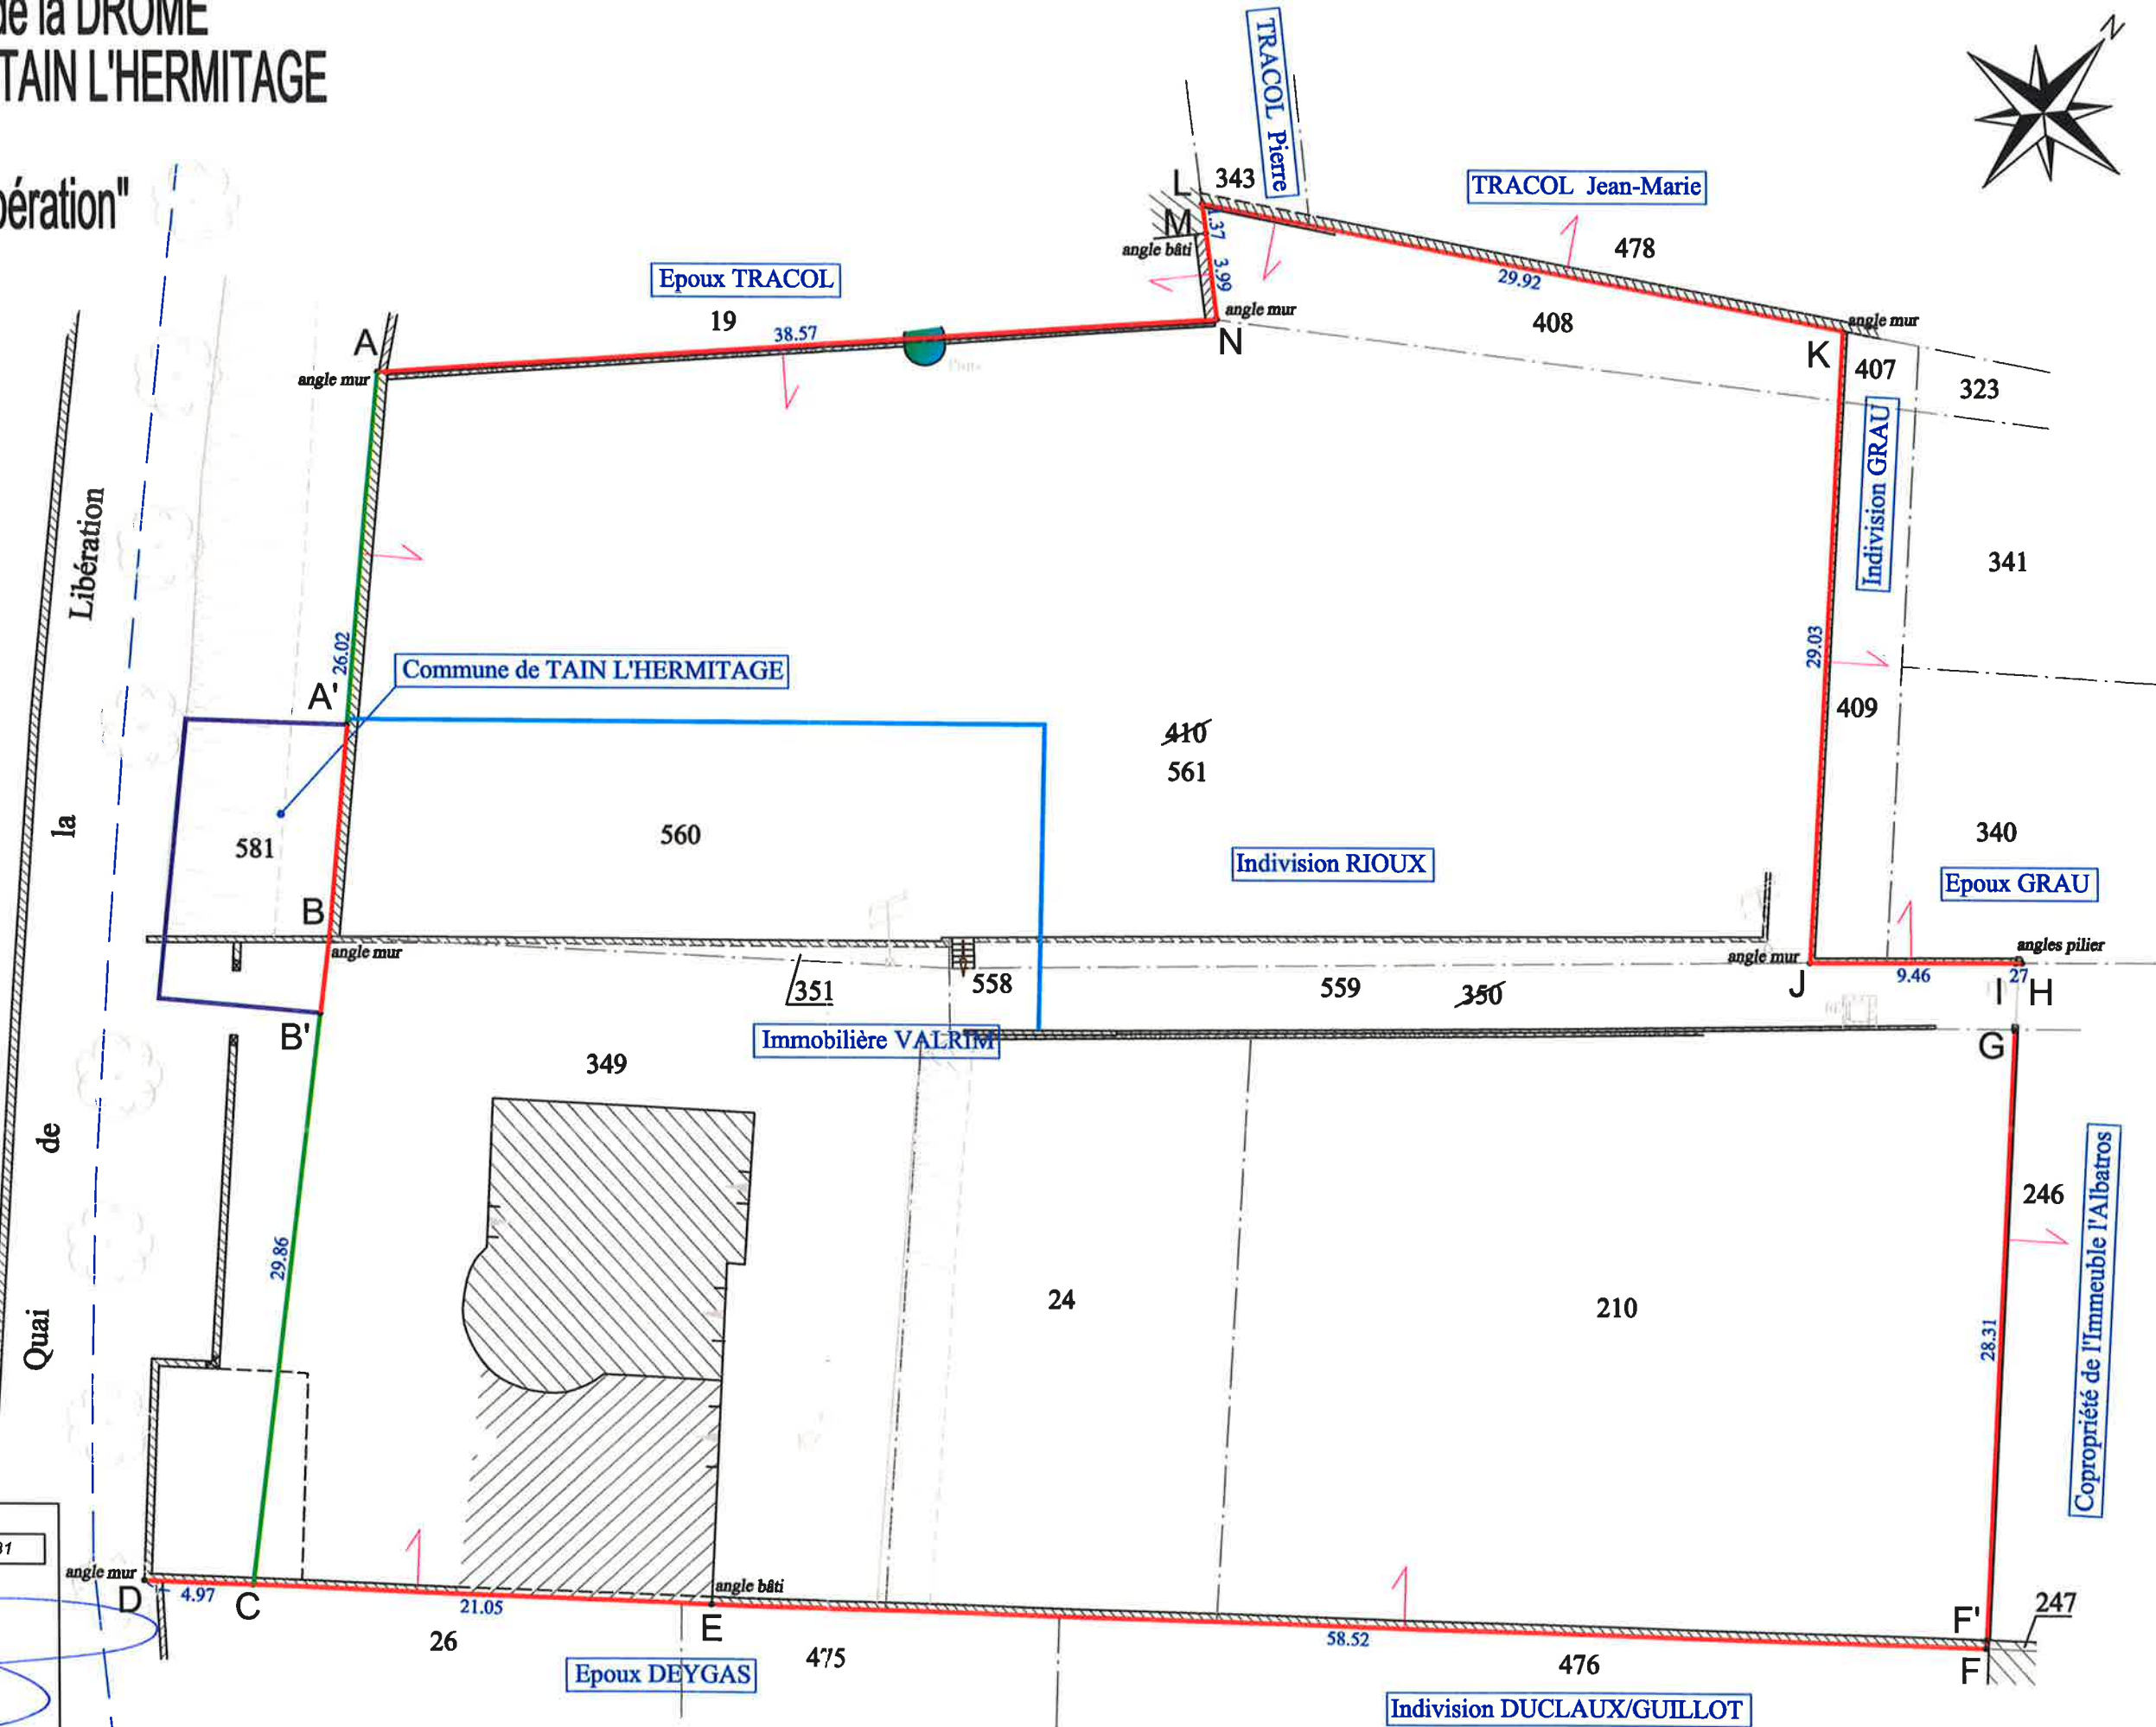 de la DROME
TAIN L'HERMITAGE
bération"
N
TRACOL Pierre
L
343
TRACOL Jean-Marie
M
.37
angle bâti
3.99
478
29.92
Epoux TRACOL
19
38.57
angle mur
N
408
angle mur
K
407
323
A
angle mur
Indivision GRAU
341
Libération
26.02
Commune de TAIN L'HERMITAGE
A'
29.03
409
410
561
la
581
560
340
Indivision RIOUX
Epoux GRAU
B
angle mur
351
558
559
350
angle mur
J
9.46
angles pilier
27
I
H
B'
Immobilière VALRIM
349
G
de
246
Copropriété de l'Immeuble l'Albatros
29.86
24
210
28.31
Quai
angle mur
D
4.97
C
21.05
angle bâti
E
26
475
Epoux DEYGAS
58.52
476
Indivision DUCLAUX/GUILLOT
F'
F
247